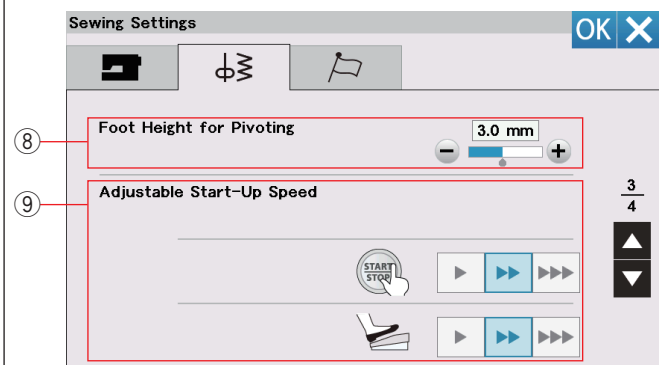 Sewing Settings
OK
⑧ Foot Height for Pivoting
3.0 mm
⑨ Adjustable Start-Up Speed
3
4
START
STOP